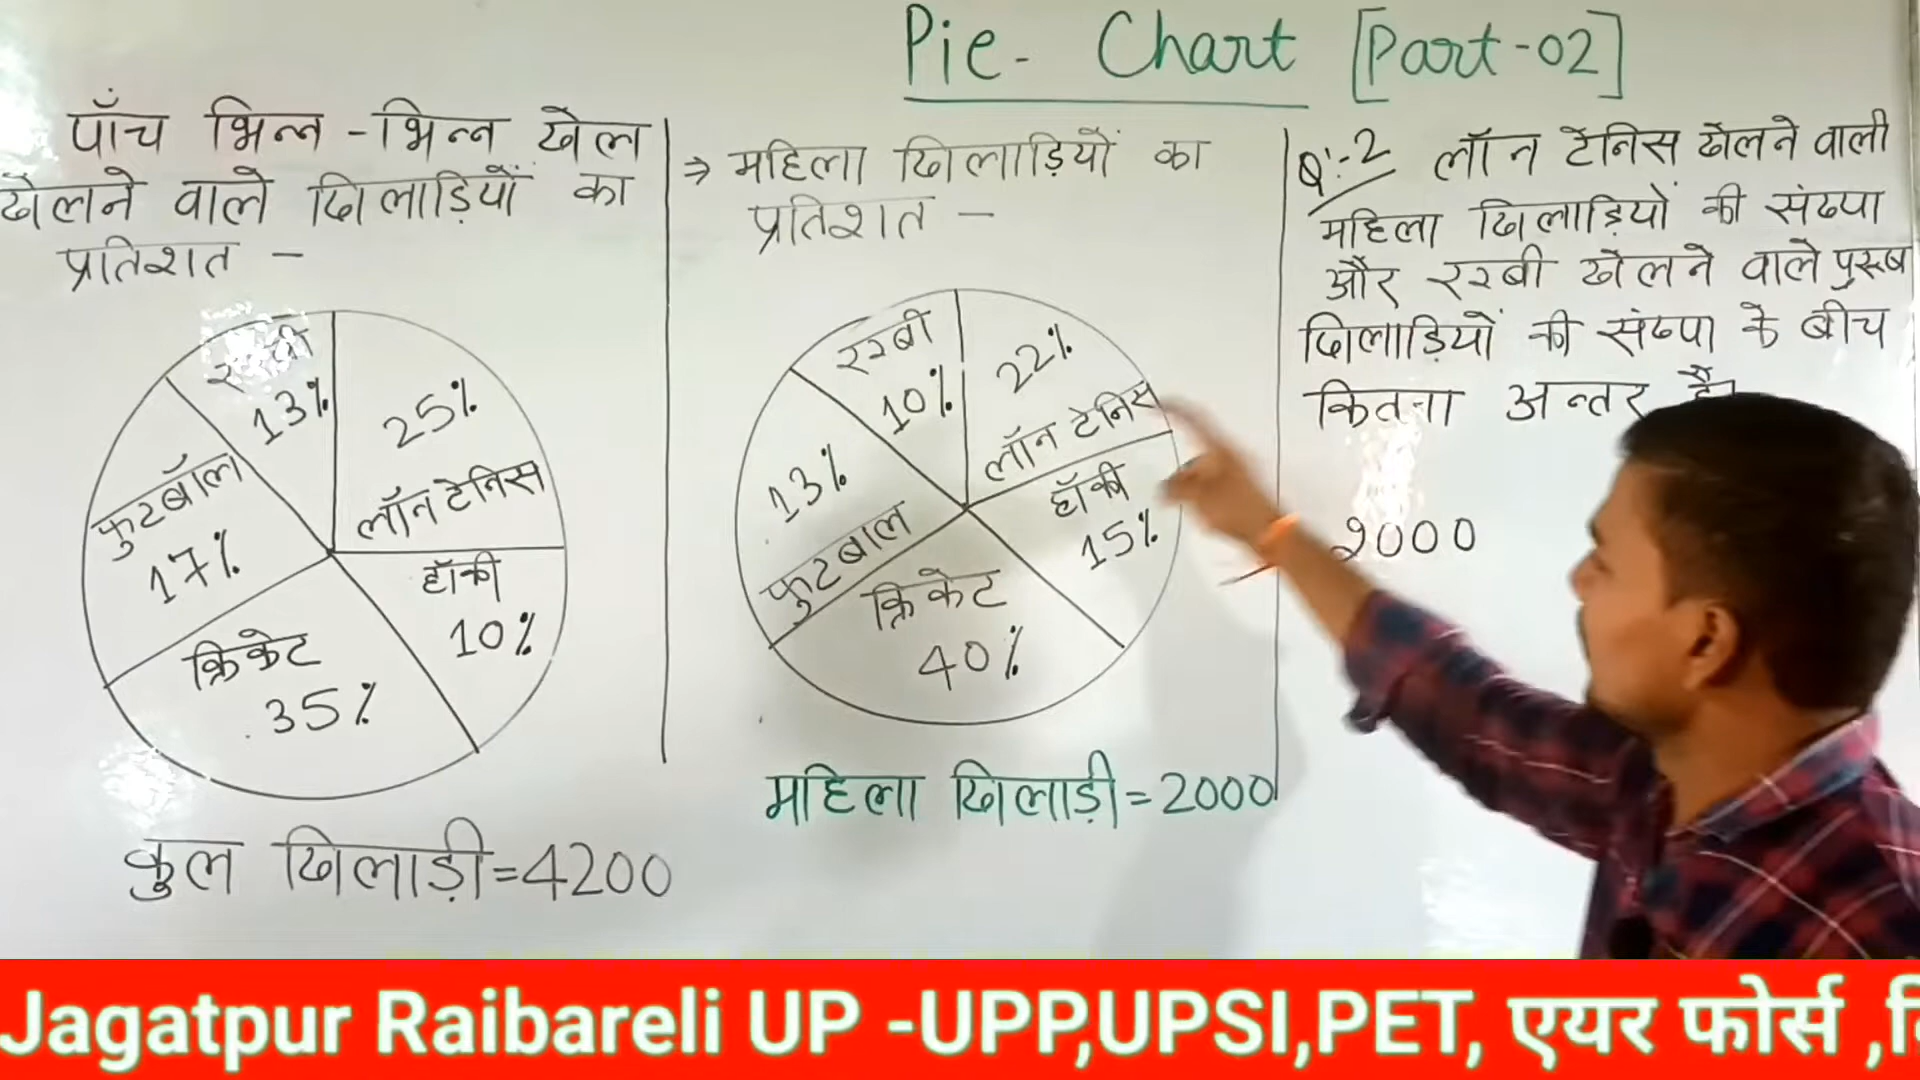 Pie- Chart [Part-02]
पाँच भिन्न -भिन्न खेल
खेलने वाले खिलाड़ियों का
प्रतिशत -
13%
25%
लॉन टेनिस
फुटबॉल
17%
हॉकी
10%
क्रिकेट
35%
कुल खिलाड़ी=4200
⇒ महिला खिलाड़ियों का
प्रतिशत -
रग्बी
10%
22%
लॉन टेनिस
13%
फुटबाल
हॉकी
15%
क्रिकेट
40%
महिला खिलाड़ी=2000
Q:-2 लॉन टेनिस खेलने वाली
महिला खिलाड़ियों की संख्या
और रग्बी खेलने वाले पुरुष
खिलाड़ियों की संख्या के बीच
कितना अन्तर है
2000
Jagatpur Raibareli UP -UPP,UPSI,PET, एयर फोर्स ,